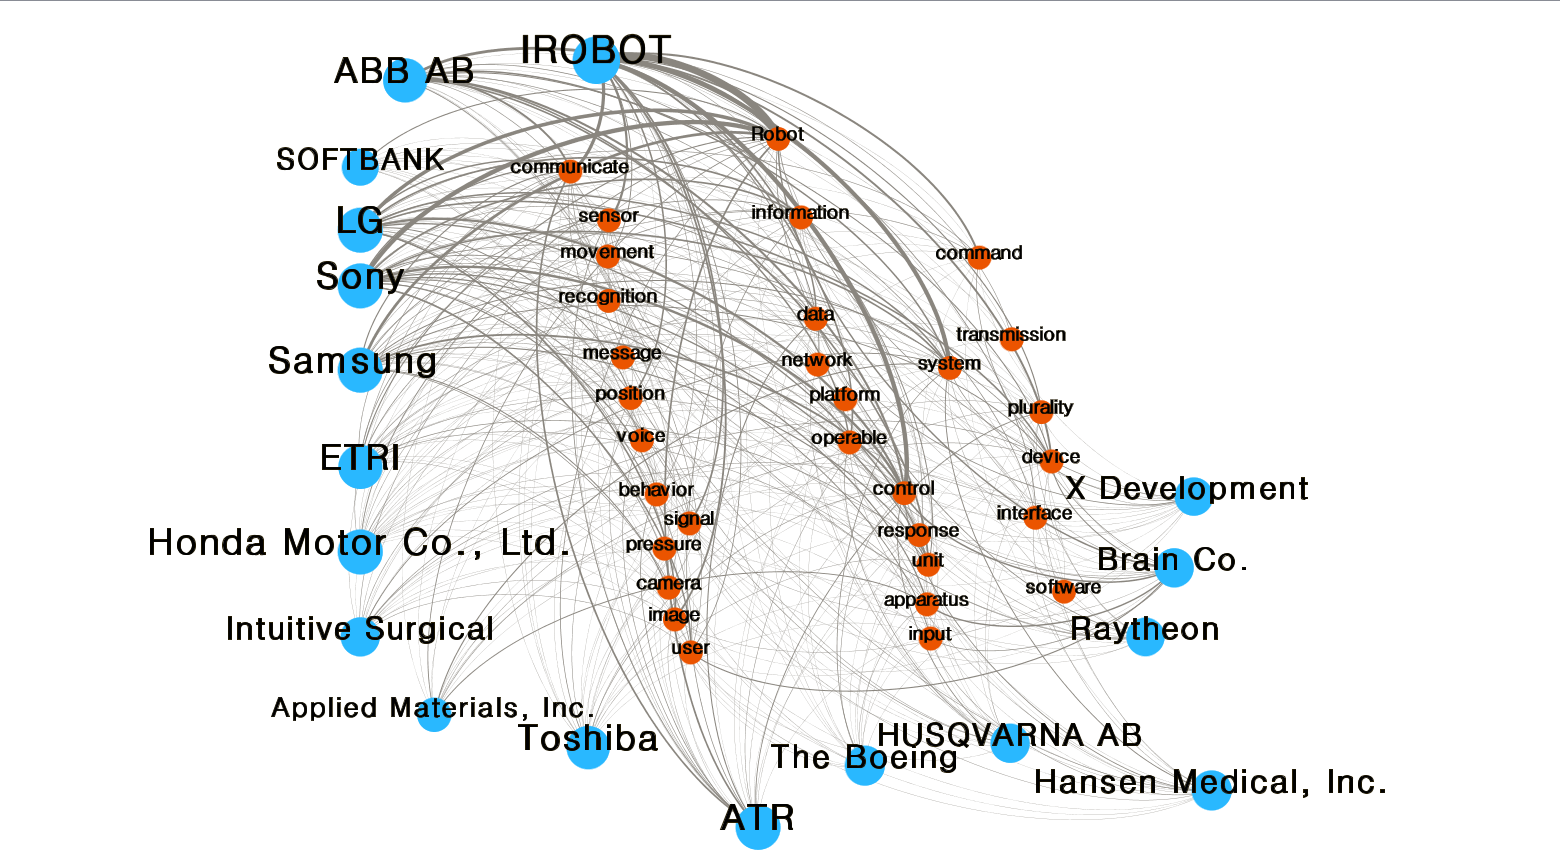 IROBOT
ABB AB
Robot
SOFTBANK
communicate
information
sensor
LG
movement
command
Sony
recognition
data
transmission
message
network
system
Samsung
position
platform
plurality
voice
operable
device
ETRI
behavior
control
X Development
signal
interface
response
pressure
Honda Motor Co., Ltd.
unit
Brain Co.
camera
software
apparatus
image
Intuitive Surgical
input
Raytheon
user
Applied Materials, Inc.
Toshiba
HUSQVARNA AB
The Boeing
Hansen Medical, Inc.
ATR